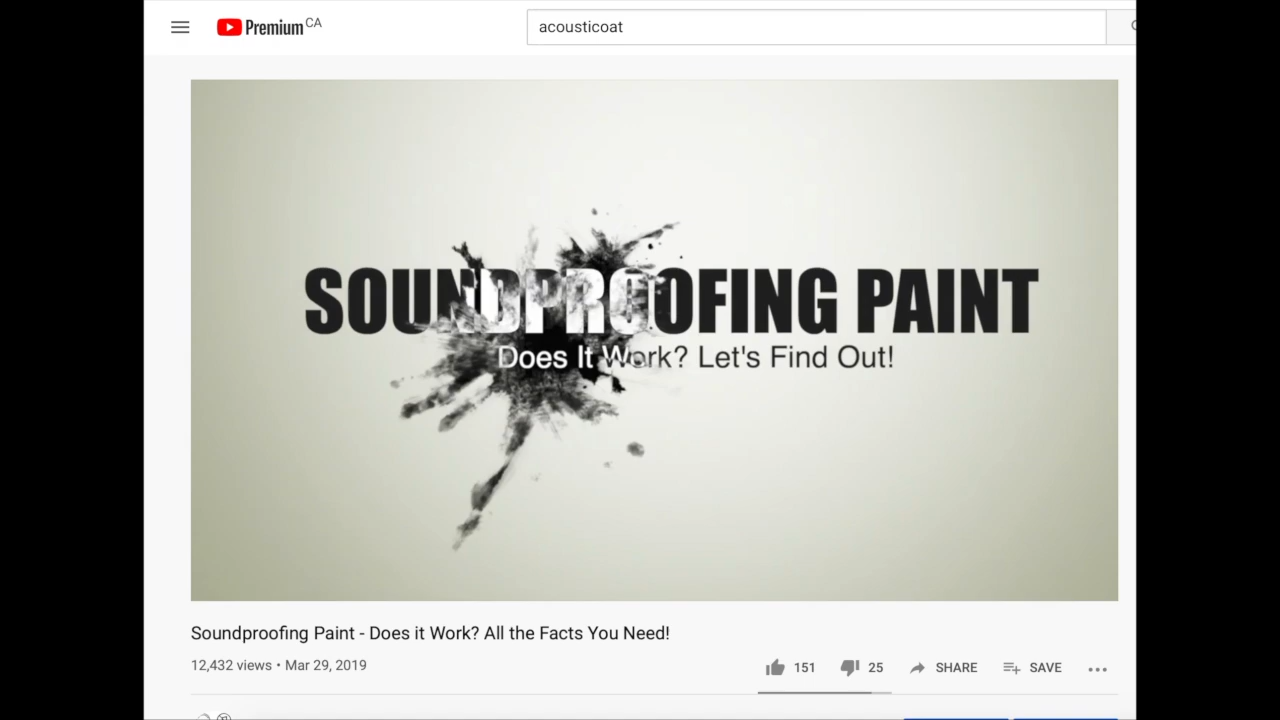 Premium CA
acousticoat
SOUNDPROOFING PAINT
Does It Work? Let's Find Out!
Soundproofing Paint - Does it Work? All the Facts You Need!
12,432 views • Mar 29, 2019
151 25 SHARE SAVE